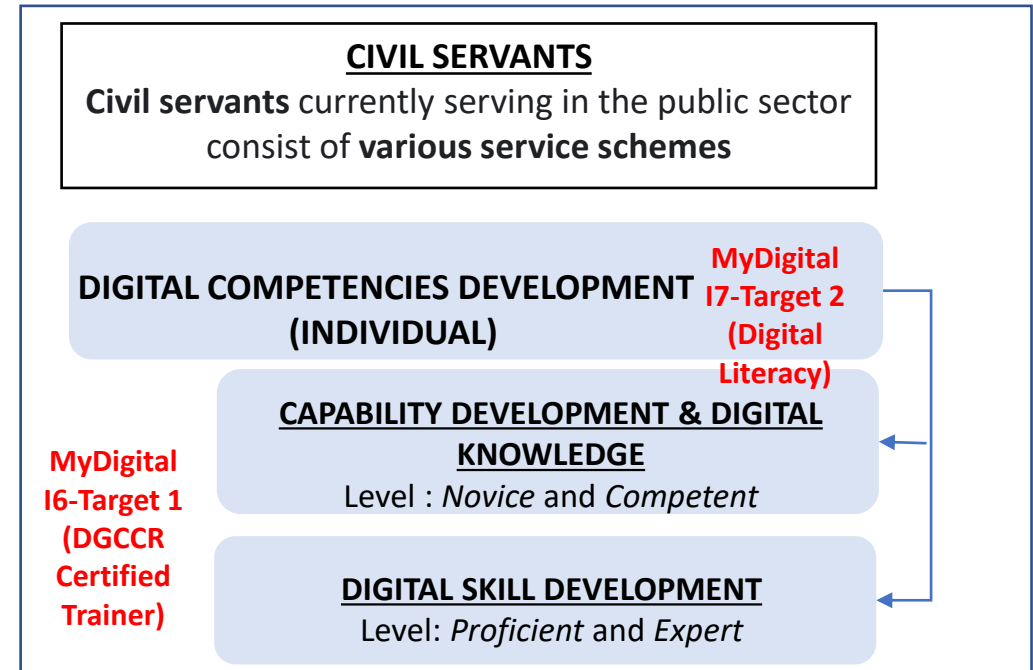 CIVIL SERVANTS
Civil servants currently serving in the public sector
consist of various service schemes
DIGITAL COMPETENCIES DEVELOPMENT
(INDIVIDUAL)
MyDigital
I7-Target 2
(Digital
Literacy)
CAPABILITY DEVELOPMENT & DIGITAL
KNOWLEDGE
Level : Novice and Competent
MyDigital
I6-Target 1
(DGCCR
Certified
Trainer)
DIGITAL SKILL DEVELOPMENT
Level: Proficient and Expert